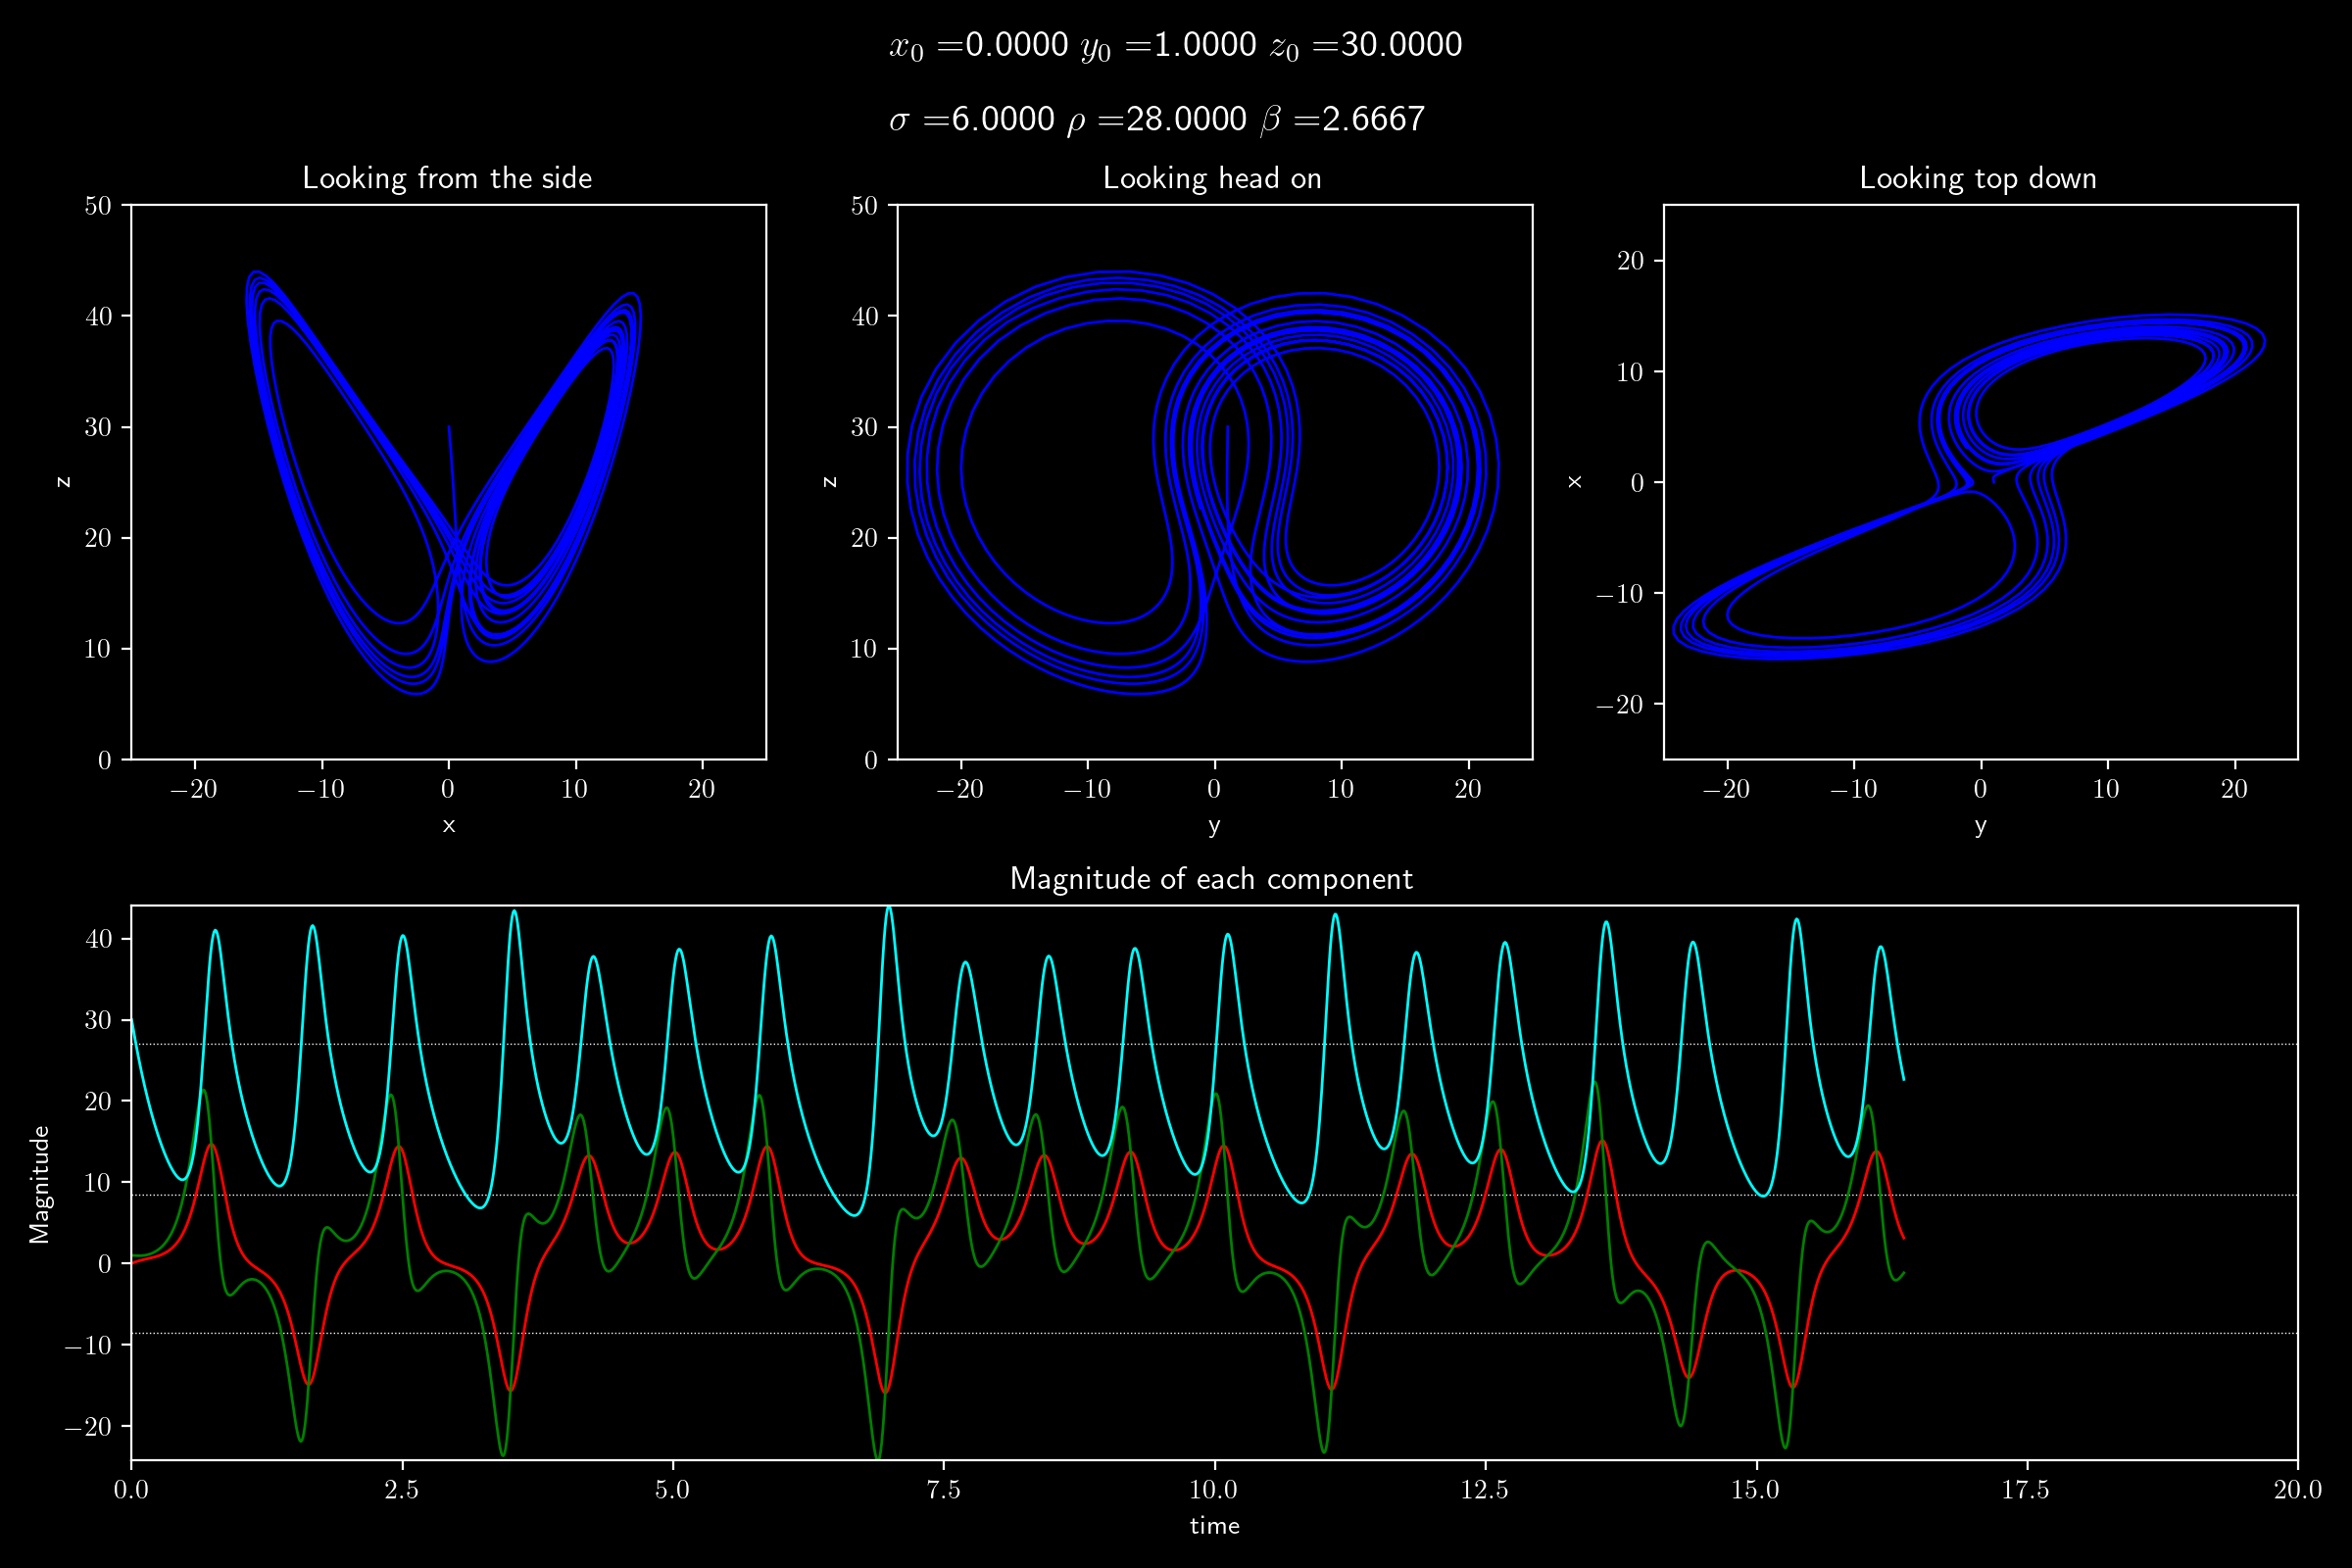 x₀ =0.0000 y₀ =1.0000 z₀ =30.0000
σ =6.0000 ρ =28.0000 β =2.6667
Looking from the side
50
40
30
20
10
0
z
−20 −10 0 10 20
x
Looking head on
50
40
30
20
10
0
z
−20 −10 0 10 20
y
Looking top down
20
10
0
−10
−20
x
−20 −10 0 10 20
y
Magnitude of each component
40
30
20
10
0
−10
−20
Magnitude
0.0 2.5 5.0 7.5 10.0 12.5 15.0 17.5 20.0
time